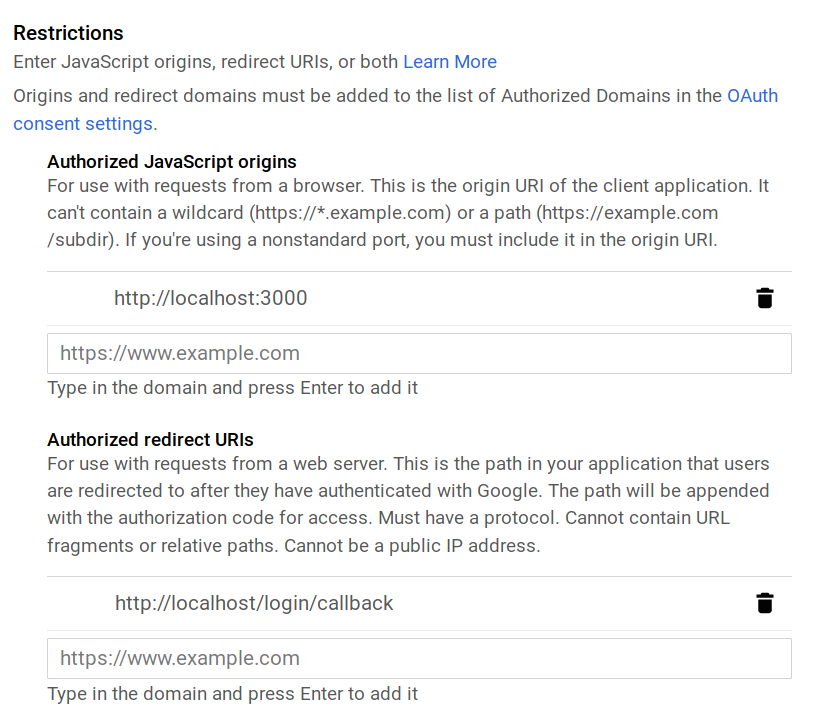 Restrictions
Enter JavaScript origins, redirect URIs, or both Learn More
Origins and redirect domains must be added to the list of Authorized Domains in the OAuth
consent settings.
Authorized JavaScript origins
For use with requests from a browser. This is the origin URI of the client application. It
can't contain a wildcard (https://*.example.com) or a path (https://example.com
/subdir). If you're using a nonstandard port, you must include it in the origin URI.
http://localhost:3000
https://www.example.com
Type in the domain and press Enter to add it
Authorized redirect URIs
For use with requests from a web server. This is the path in your application that users
are redirected to after they have authenticated with Google. The path will be appended
with the authorization code for access. Must have a protocol. Cannot contain URL
fragments or relative paths. Cannot be a public IP address.
http://localhost/login/callback
https://www.example.com
Type in the domain and press Enter to add it